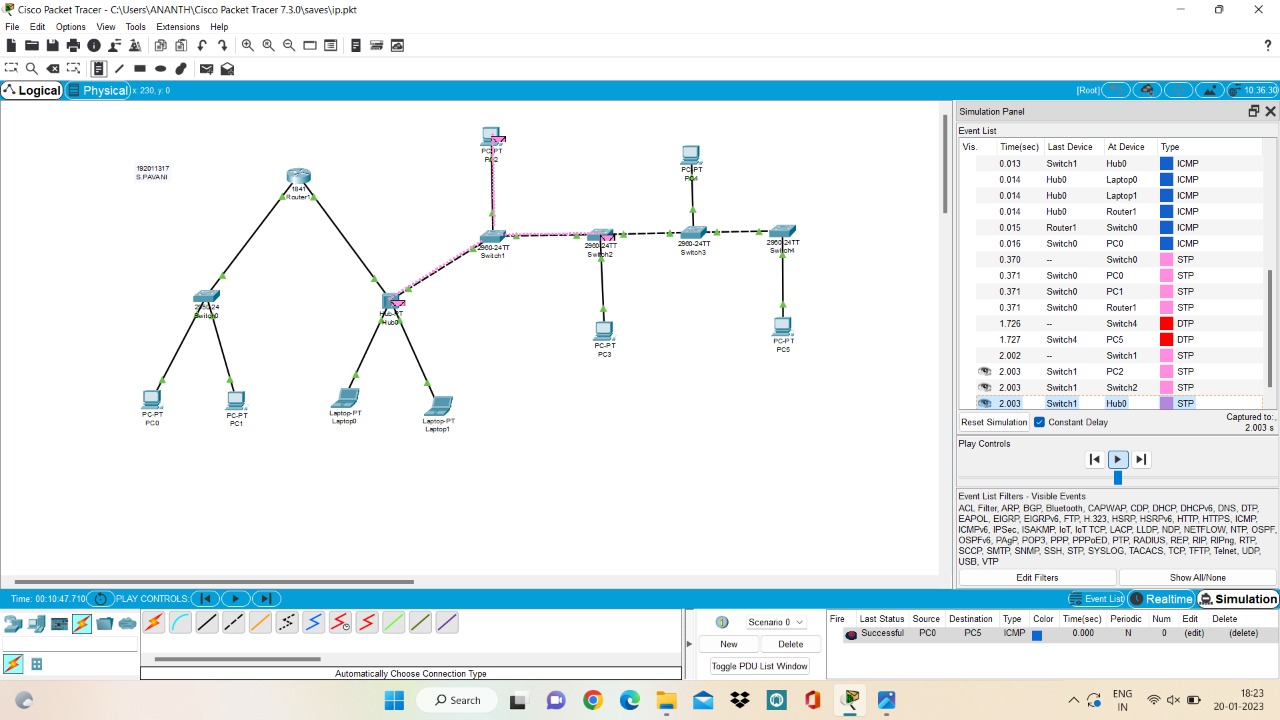 Cisco Packet Tracer - C:\Users\ANANTH\Cisco Packet Tracer 7.3.0\saves\ip.pkt
File Edit Options View Tools Extensions Help
?
Logical Physical x: 230, y: 0 [Root] 10:36:30
192011317
S.PAVANI
1841
Router1
PC-PT
PC2
PC-PT
PC4
2960-24TT
Switch1
2960-24TT
Switch2
2960-24TT
Switch3
2960-24TT
Switch4
Switch0
Hub-PT
Hub0
PC-PT
PC3
PC-PT
PC5
PC-PT
PC0
PC-PT
PC1
Laptop-PT
Laptop0
Laptop-PT
Laptop1
Simulation Panel
Event List
Vis. Time(sec) Last Device At Device Type
0.013 Switch1 Hub0 ICMP
0.014 Hub0 Laptop0 ICMP
0.014 Hub0 Laptop1 ICMP
0.014 Hub0 Router1 ICMP
0.015 Router1 Switch0 ICMP
0.016 Switch0 PC0 ICMP
0.370 -- Switch0 STP
0.371 Switch0 PC0 STP
0.371 Switch0 PC1 STP
0.371 Switch0 Router1 STP
1.726 -- Switch4 DTP
1.727 Switch4 PC5 DTP
2.002 -- Switch1 STP
2.003 Switch1 PC2 STP
2.003 Switch1 Switch2 STP
2.003 Switch1 Hub0 STP
Reset Simulation Constant Delay Captured to:
2.003 s
Play Controls
Event List Filters - Visible Events
ACL Filter, ARP, BGP, Bluetooth, CAPWAP, CDP, DHCP, DHCPv6, DNS, DTP,
EAPOL, EIGRP, EIGRPv6, FTP, H.323, HSRP, HSRPv6, HTTP, HTTPS, ICMP,
ICMPv6, IPSec, ISAKMP, IoT, IoT TCP, LACP, LLDP, NDP, NETFLOW, NTP, OSPF,
OSPFv6, PAgP, POP3, PPP, PPPoED, PTP, RADIUS, REP, RIP, RIPng, RTP,
SCCP, SMTP, SNMP, SSH, STP, SYSLOG, TACACS, TCP, TFTP, Telnet, UDP,
USB, VTP
Edit Filters Show All/None
Time: 00:10:47.710 PLAY CONTROLS: Event List Realtime Simulation
Scenario 0
New Delete
Toggle PDU List Window
Fire Last Status Source Destination Type Color Time(sec) Periodic Num Edit Delete
Successful PC0 PC5 ICMP 0.000 N 0 (edit) (delete)
Automatically Choose Connection Type
Search
ENG
IN
18:23
20-01-2023